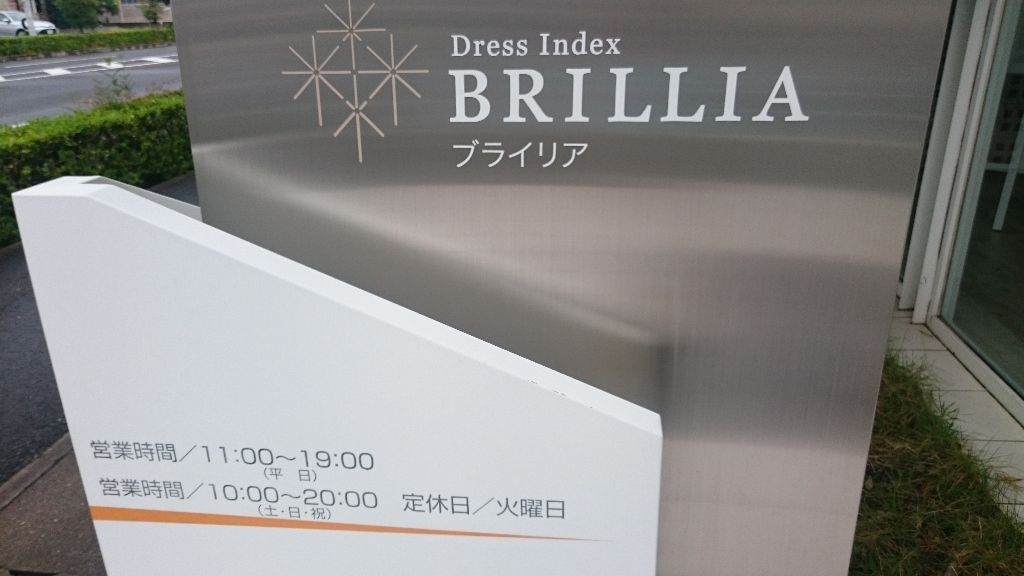 Dress Index
BRILLIA
ブライリア
営業時間／11:00〜19:00
(平 日)
営業時間／10:00〜20:00 定休日／火曜日
(土・日・祝)